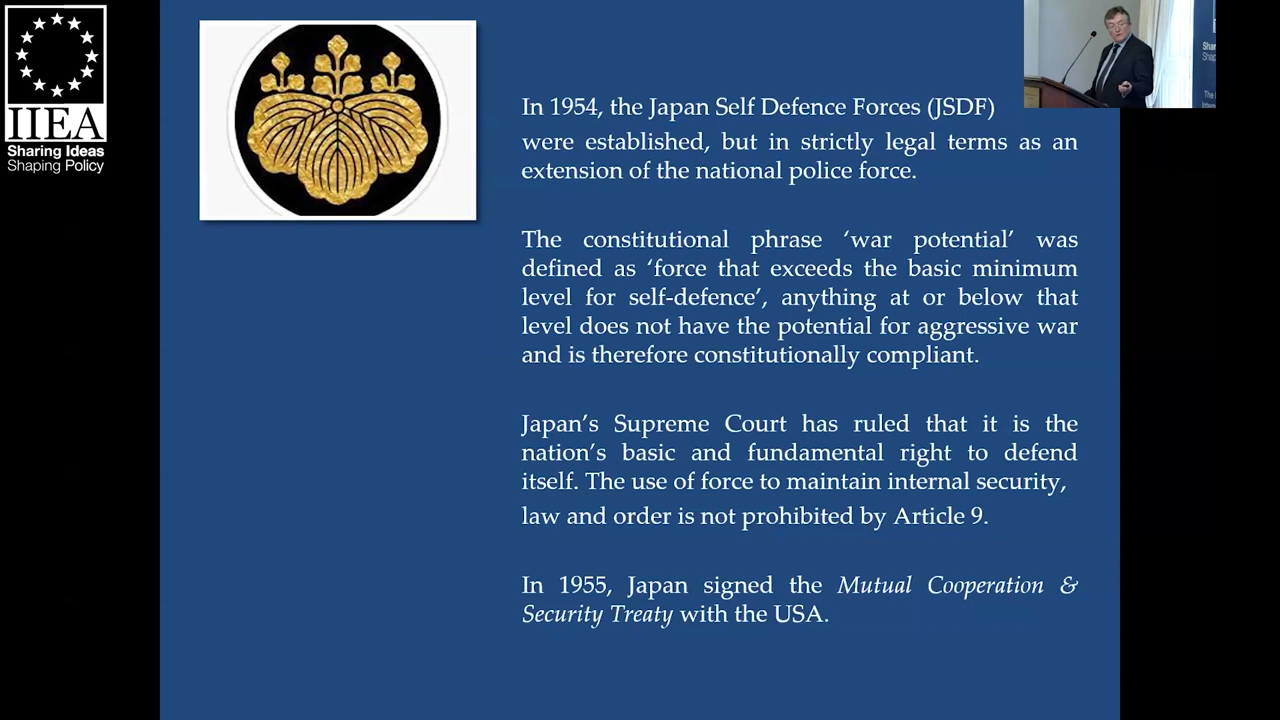 IIEA
Sharing Ideas
Shaping Policy
In 1954, the Japan Self Defence Forces (JSDF)
were established, but in strictly legal terms as an
extension of the national police force.
The constitutional phrase ‘war potential’ was
defined as ‘force that exceeds the basic minimum
level for self-defence’, anything at or below that
level does not have the potential for aggressive war
and is therefore constitutionally compliant.
Japan’s Supreme Court has ruled that it is the
nation’s basic and fundamental right to defend
itself. The use of force to maintain internal security,
law and order is not prohibited by Article 9.
In 1955, Japan signed the Mutual Cooperation &
Security Treaty with the USA.